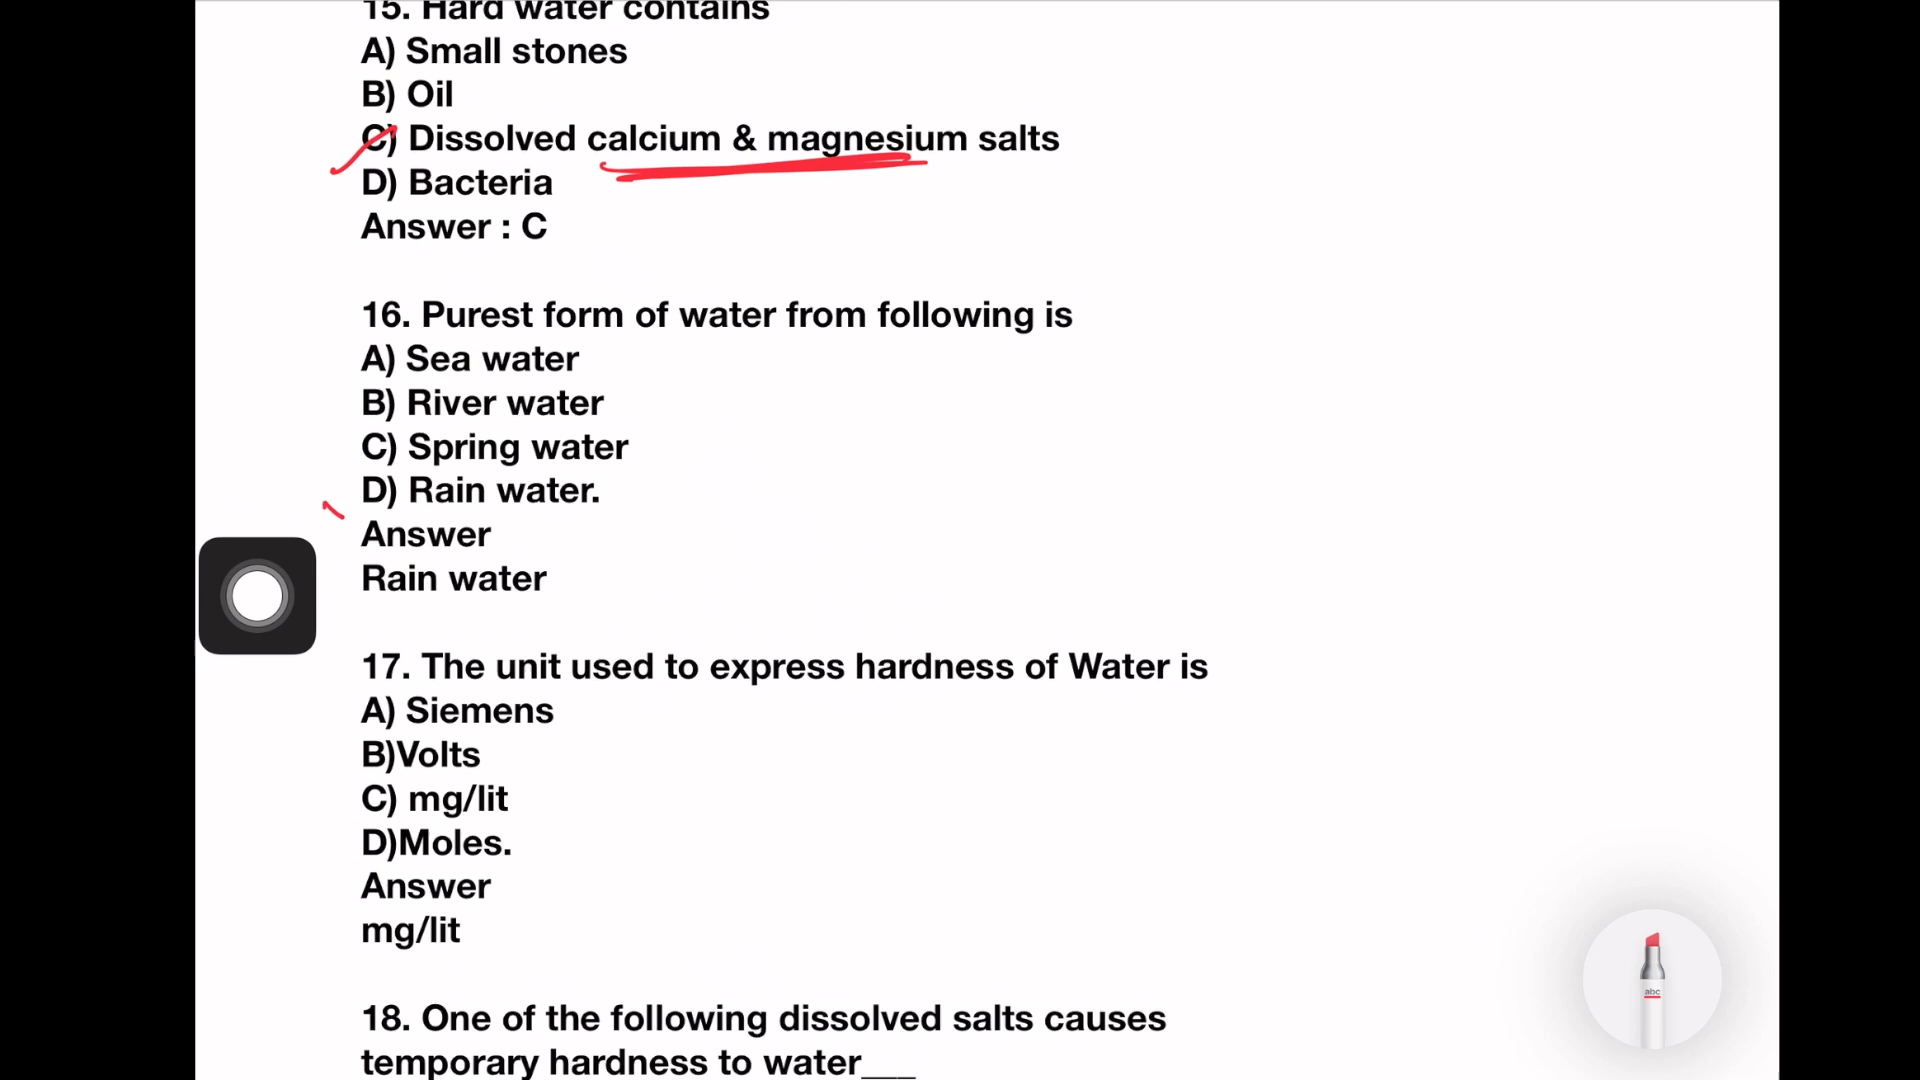 15. Hard water contains
A) Small stones
B) Oil
C) Dissolved calcium & magnesium salts
D) Bacteria
Answer : C
16. Purest form of water from following is
A) Sea water
B) River water
C) Spring water
D) Rain water.
Answer
Rain water
17. The unit used to express hardness of Water is
A) Siemens
B)Volts
C) mg/lit
D)Moles.
Answer
mg/lit
abc
18. One of the following dissolved salts causes
temporary hardness to water___